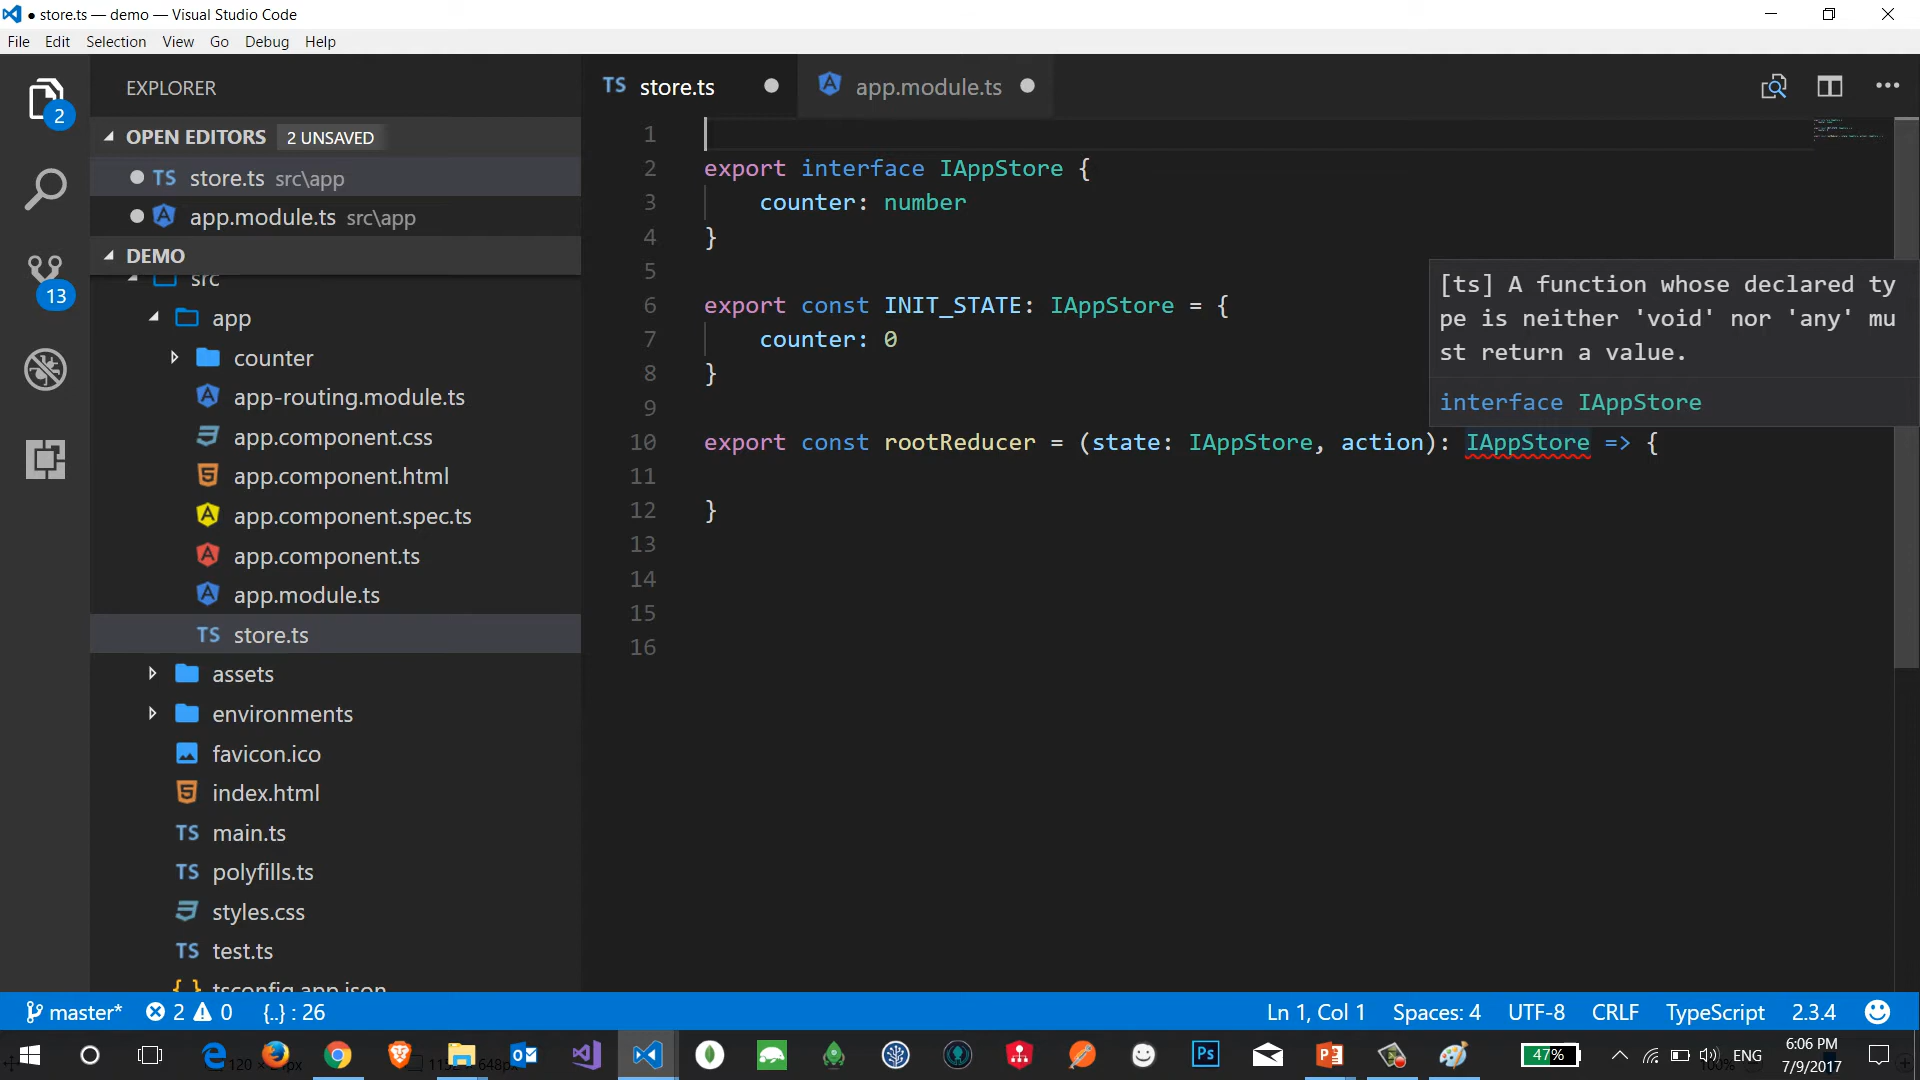 ● store.ts — demo — Visual Studio Code
File Edit Selection View Go Debug Help
2
13
EXPLORER
OPEN EDITORS 2 UNSAVED
TS store.ts src\app
app.module.ts src\app
DEMO
src
app
counter
app-routing.module.ts
app.component.css
app.component.html
app.component.spec.ts
app.component.ts
app.module.ts
TS store.ts
assets
environments
favicon.ico
index.html
TS main.ts
TS polyfills.ts
styles.css
TS test.ts
tsconfig.app.json
TS store.ts app.module.ts
1
2 export interface IAppStore {
3 counter: number
4 }
5
6 export const INIT_STATE: IAppStore = {
7 counter: 0
8 }
9
10 export const rootReducer = (state: IAppStore, action): IAppStore => {
11
12 }
13
14
15
16
[ts] A function whose declared ty
pe is neither 'void' nor 'any' mu
st return a value.
interface IAppStore
master* 2 0 {..} : 26 Ln 1, Col 1 Spaces: 4 UTF-8 CRLF TypeScript 2.3.4
47% ENG
6:06 PM
7/9/2017